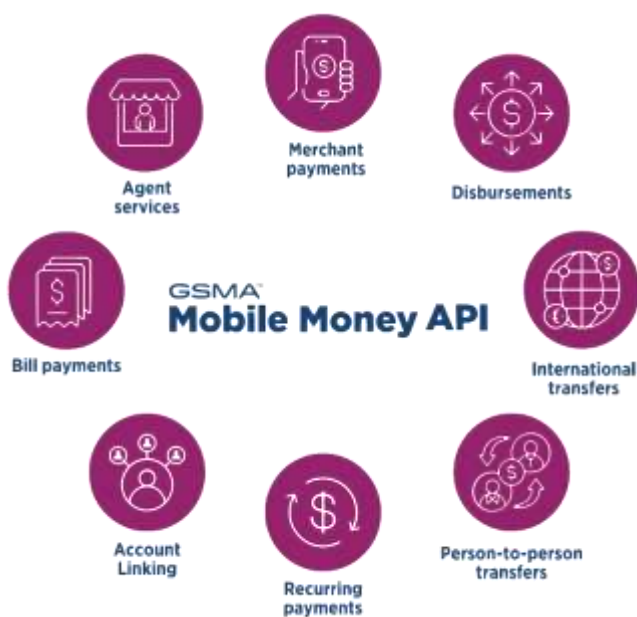 Merchant
payments
Agent
services
Disbursements
GSMA™
Mobile Money API
Bill payments
International
transfers
Account
Linking
Recurring
payments
Person-to-person
transfers